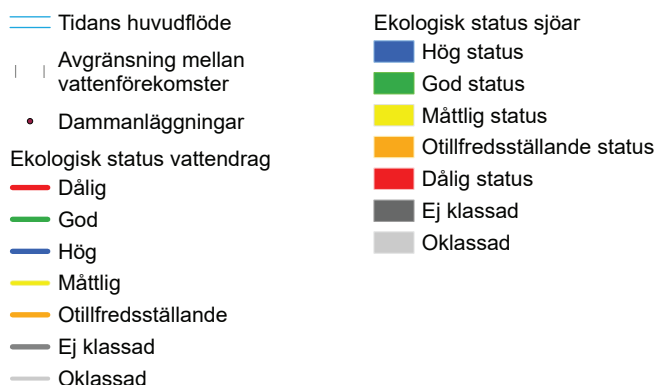 Tidans huvudflöde
Avgränsning mellan
vattenförekomster
Dammanläggningar
Ekologisk status vattendrag
Dålig
God
Hög
Måttlig
Otillfredsställande
Ej klassad
Oklassad
Ekologisk status sjöar
Hög status
God status
Måttlig status
Otillfredsställande status
Dålig status
Ej klassad
Oklassad